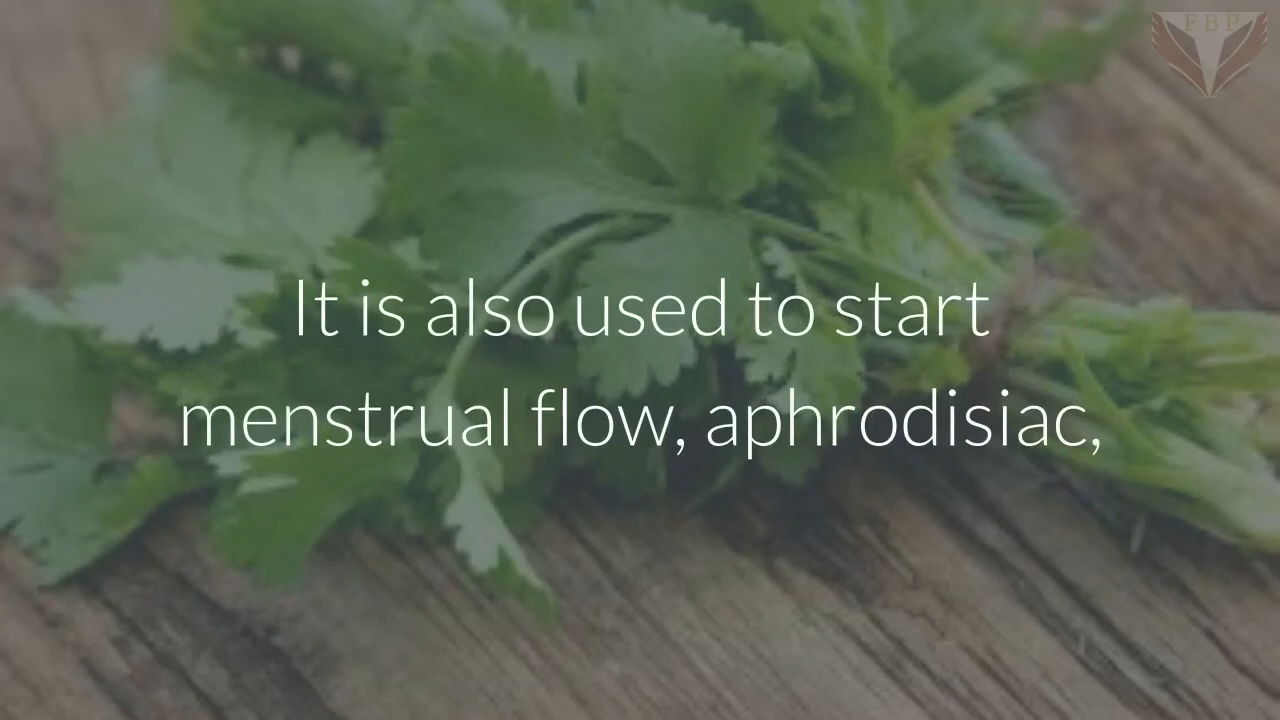 FBP
It is also used to start
menstrual flow, aphrodisiac,